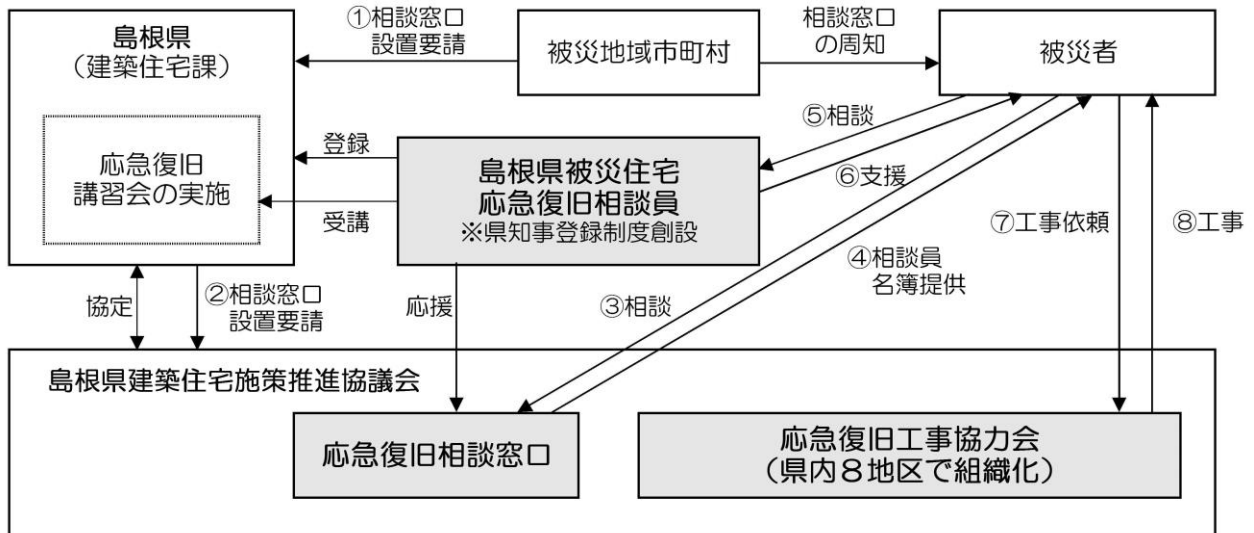 島根県
（建築住宅課）
①相談窓口
設置要請
被災地域市町村
相談窓口
の周知
被災者
応急復旧
講習会の実施
登録
受講
島根県被災住宅
応急復旧相談員
※県知事登録制度創設
⑤相談
⑥支援
⑦工事依頼
⑧工事
④相談員
名簿提供
③相談
協定
②相談窓口
設置要請
応援
島根県建築住宅施策推進協議会
応急復旧相談窓口
応急復旧工事協力会
（県内８地区で組織化）